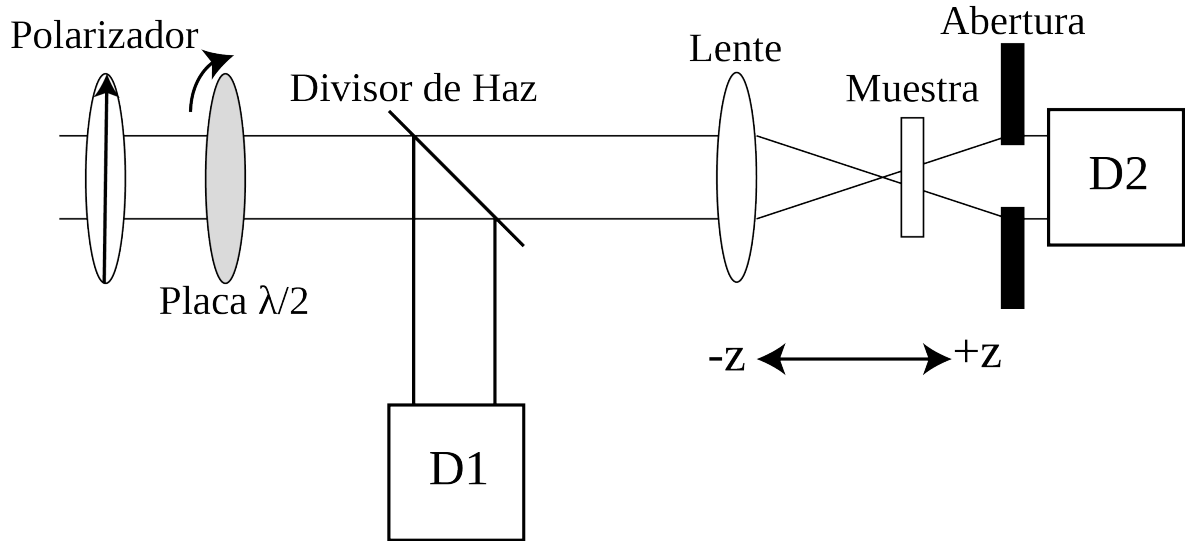 Polarizador
Divisor de Haz
Lente
Abertura
Muestra
D2
Placa λ/2
-z
+z
D1